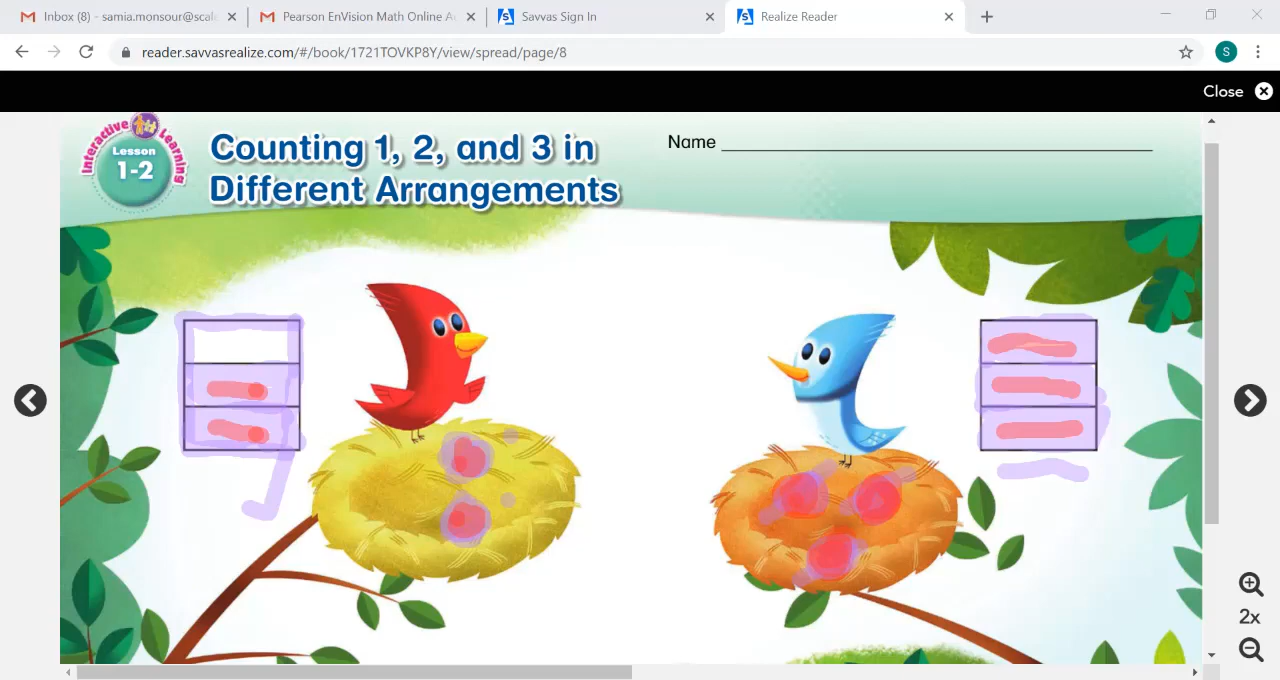 Inbox (8) - samia.monsour@scal
Pearson EnVision Math Online A
Savvas Sign In
Realize Reader
reader.savvasrealize.com/#/book/1721TOVKP8Y/view/spread/page/8
S
Close
Interactive Learning
Lesson
1-2
Counting 1, 2, and 3 in
Different Arrangements
Name
2x